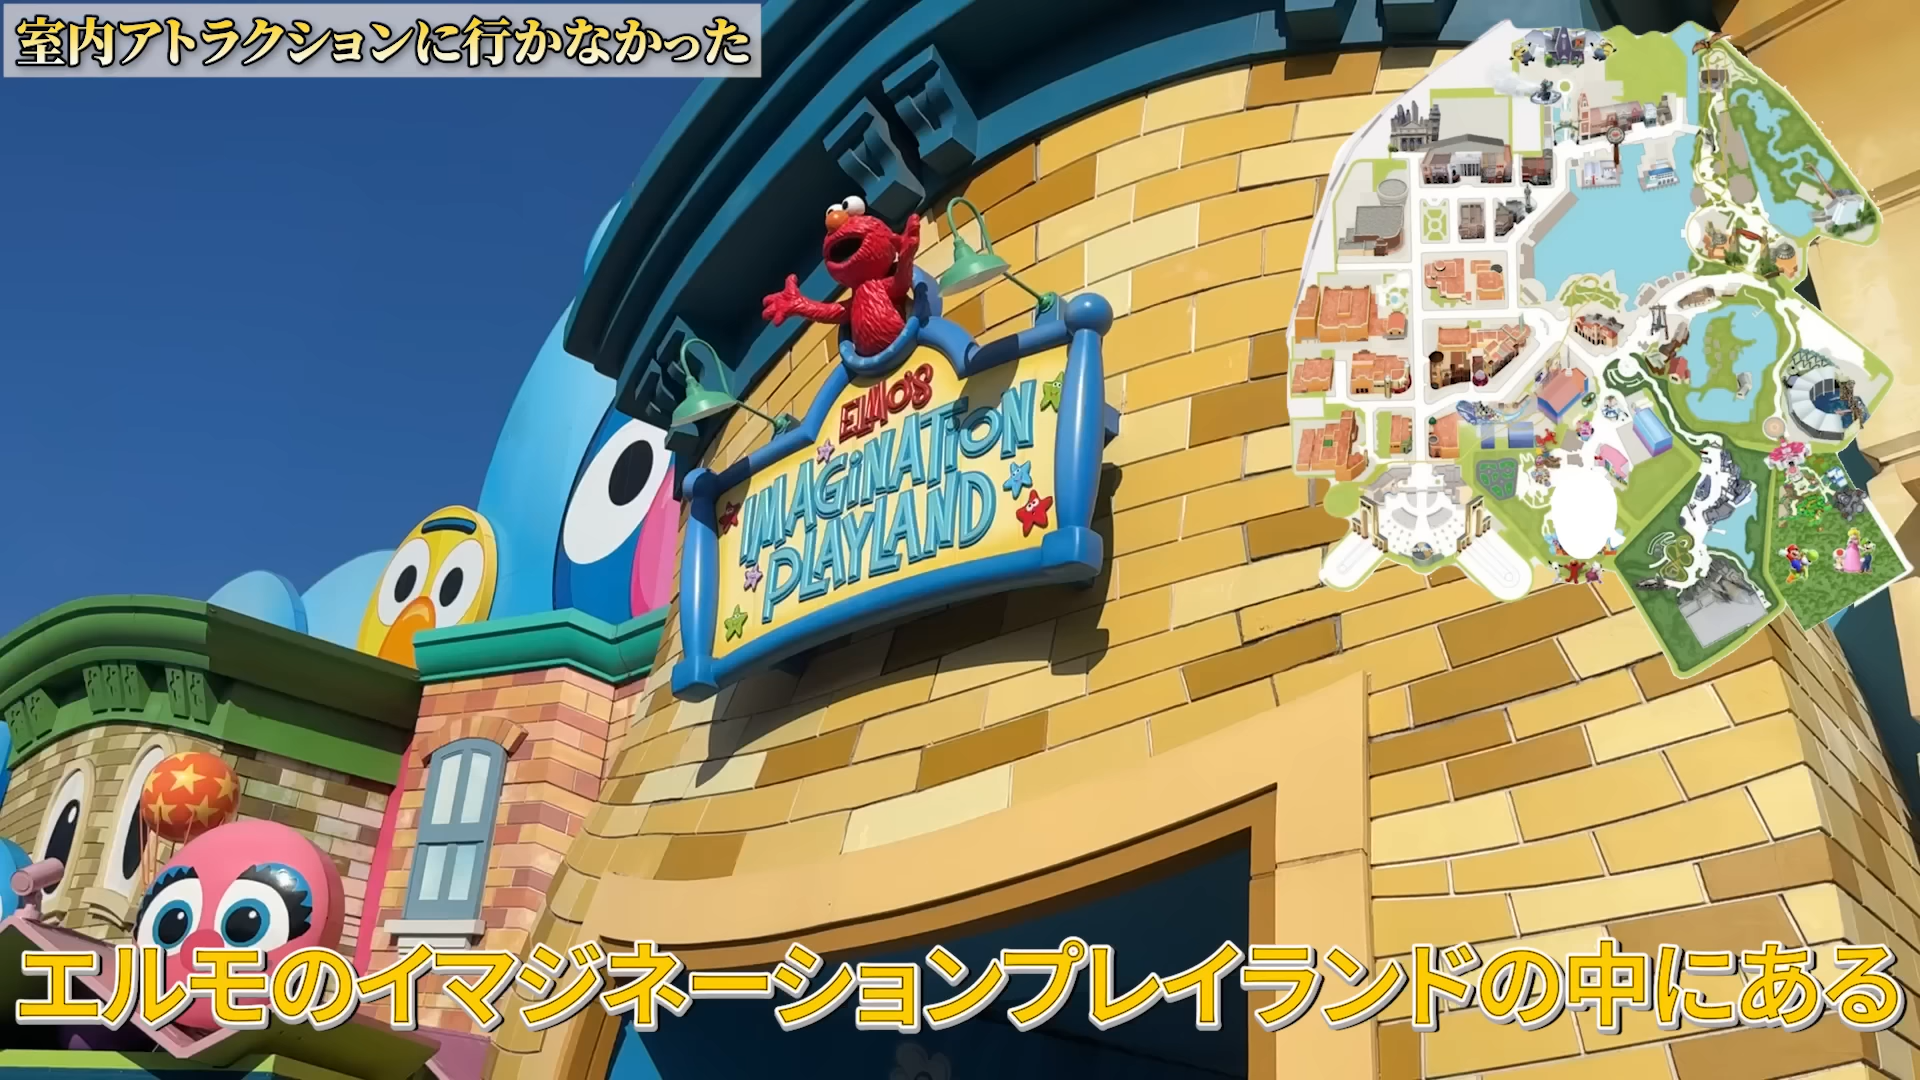 室内アトラクションに行かなかった
ELMO'S
IMAGINATION
PLAYLAND
エルモのイマジネーションプレイランドの中にある